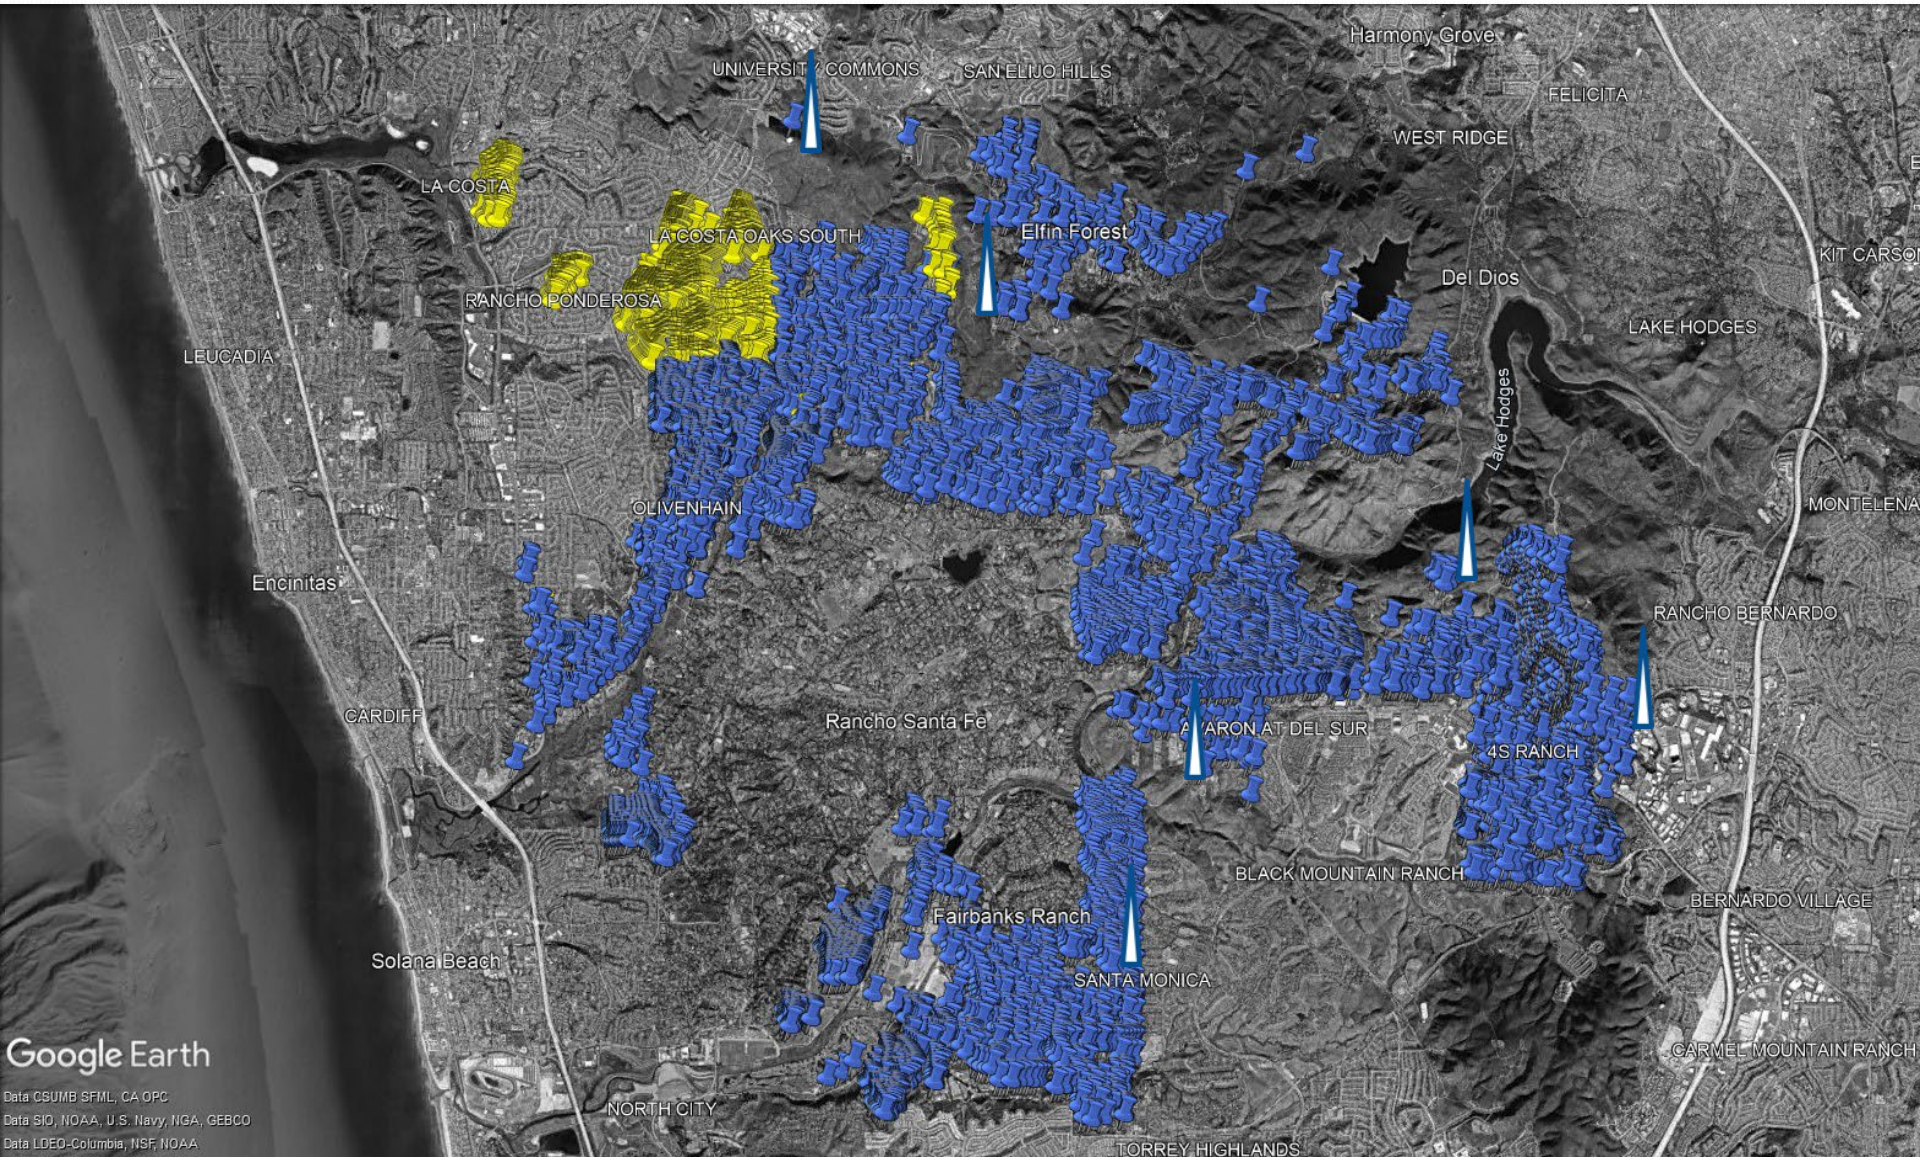 Harmony Grove
UNIVERSITY COMMONS
SAN ELIJO HILLS
FELICITA
WEST RIDGE
LA COSTA
LA COSTA OAKS SOUTH
Elfin Forest
KIT CARSON
Del Dios
RANCHO PONDEROSA
LAKE HODGES
LEUCADIA
Lake Hodges
OLIVENHAIN
MONTELENA
Encinitas
RANCHO BERNARDO
CARDIFF
Rancho Santa Fe
AVARON AT DEL SUR
4S RANCH
BLACK MOUNTAIN RANCH
BERNARDO VILLAGE
Fairbanks Ranch
Solana Beach
SANTA MONICA
Google Earth
CARMEL MOUNTAIN RANCH
Data CSUMB SFML, CA OPC
NORTH CITY
Data SIO, NOAA, U.S. Navy, NGA, GEBCO
Data LDEO-Columbia, NSF, NOAA
TORREY HIGHLANDS